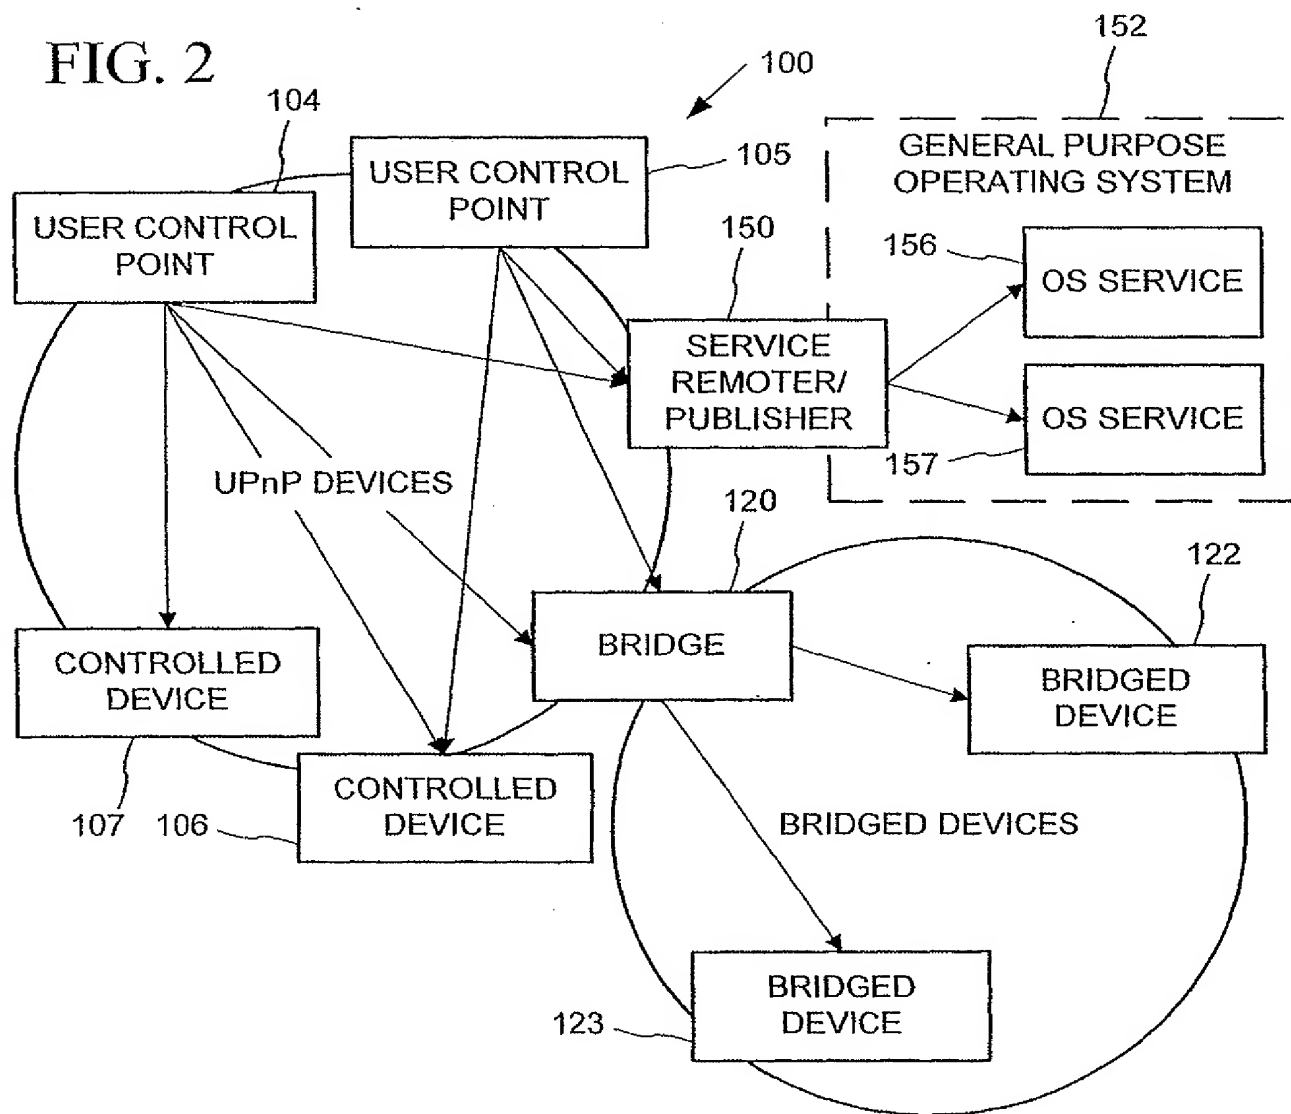 FIG. 2
100
152
104
105
USER CONTROL
POINT
USER CONTROL
POINT
GENERAL PURPOSE
OPERATING SYSTEM
150
156
OS SERVICE
SERVICE
REMOTER/
PUBLISHER
OS SERVICE
157
UPnP DEVICES
120
122
BRIDGE
CONTROLLED
DEVICE
BRIDGED
DEVICE
107
106
CONTROLLED
DEVICE
BRIDGED DEVICES
BRIDGED
DEVICE
123